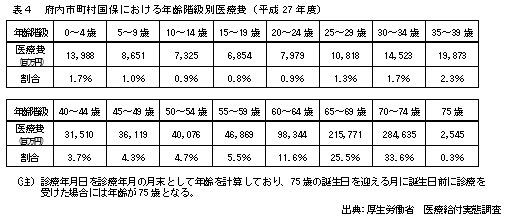 表４　府内市町村国保における年齢階級別医療費（平成27年度）
年齢階級 0～4歳 5～9歳 10～14歳 15～19歳 20～24歳 25～29歳 30～34歳 35～39歳
医療費(百万円) 13,988 8,651 7,325 6,854 7,979 10,818 14,523 19,873
割合 1.7% 1.0% 0.9% 0.8% 0.9% 1.3% 1.7% 2.3%
年齢階級 40～44歳 45～49歳 50～54歳 55～59歳 60～64歳 65～69歳 70～74歳 75歳
医療費(百万円) 31,510 36,119 40,076 46,869 98,344 215,771 284,635 2,545
割合 3.7% 4.3% 4.7% 5.5% 11.6% 25.5% 33.6% 0.3%
（注）診療年月日を診療年月の月末として年齢を計算しており、75歳の誕生日を迎える月に誕生日前に診療を
受けた場合には年齢が75歳となる。
出典：厚生労働省　医療給付実態調査